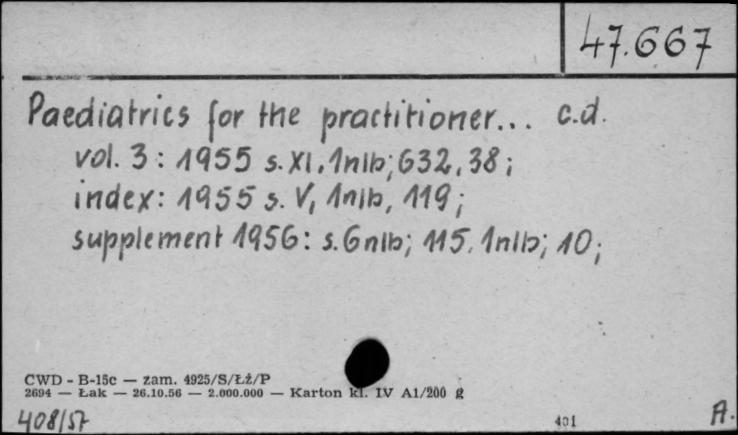 47.667
Paediatrics for the practitioner... c.d.
vol. 3: 1955 s. XI, 1nlb; 632, 38;
index: 1955 s. V, 1nlb, 119;
supplement 1956: s. 6nlb; 115, 1nlb; 10;
CWD - B-15c — zam. 4925/S/Łż/P
2694 — Łak — 26.10.56 — 2.000.000 — Karton kl. IV A1/200 g
408/57
401
A.